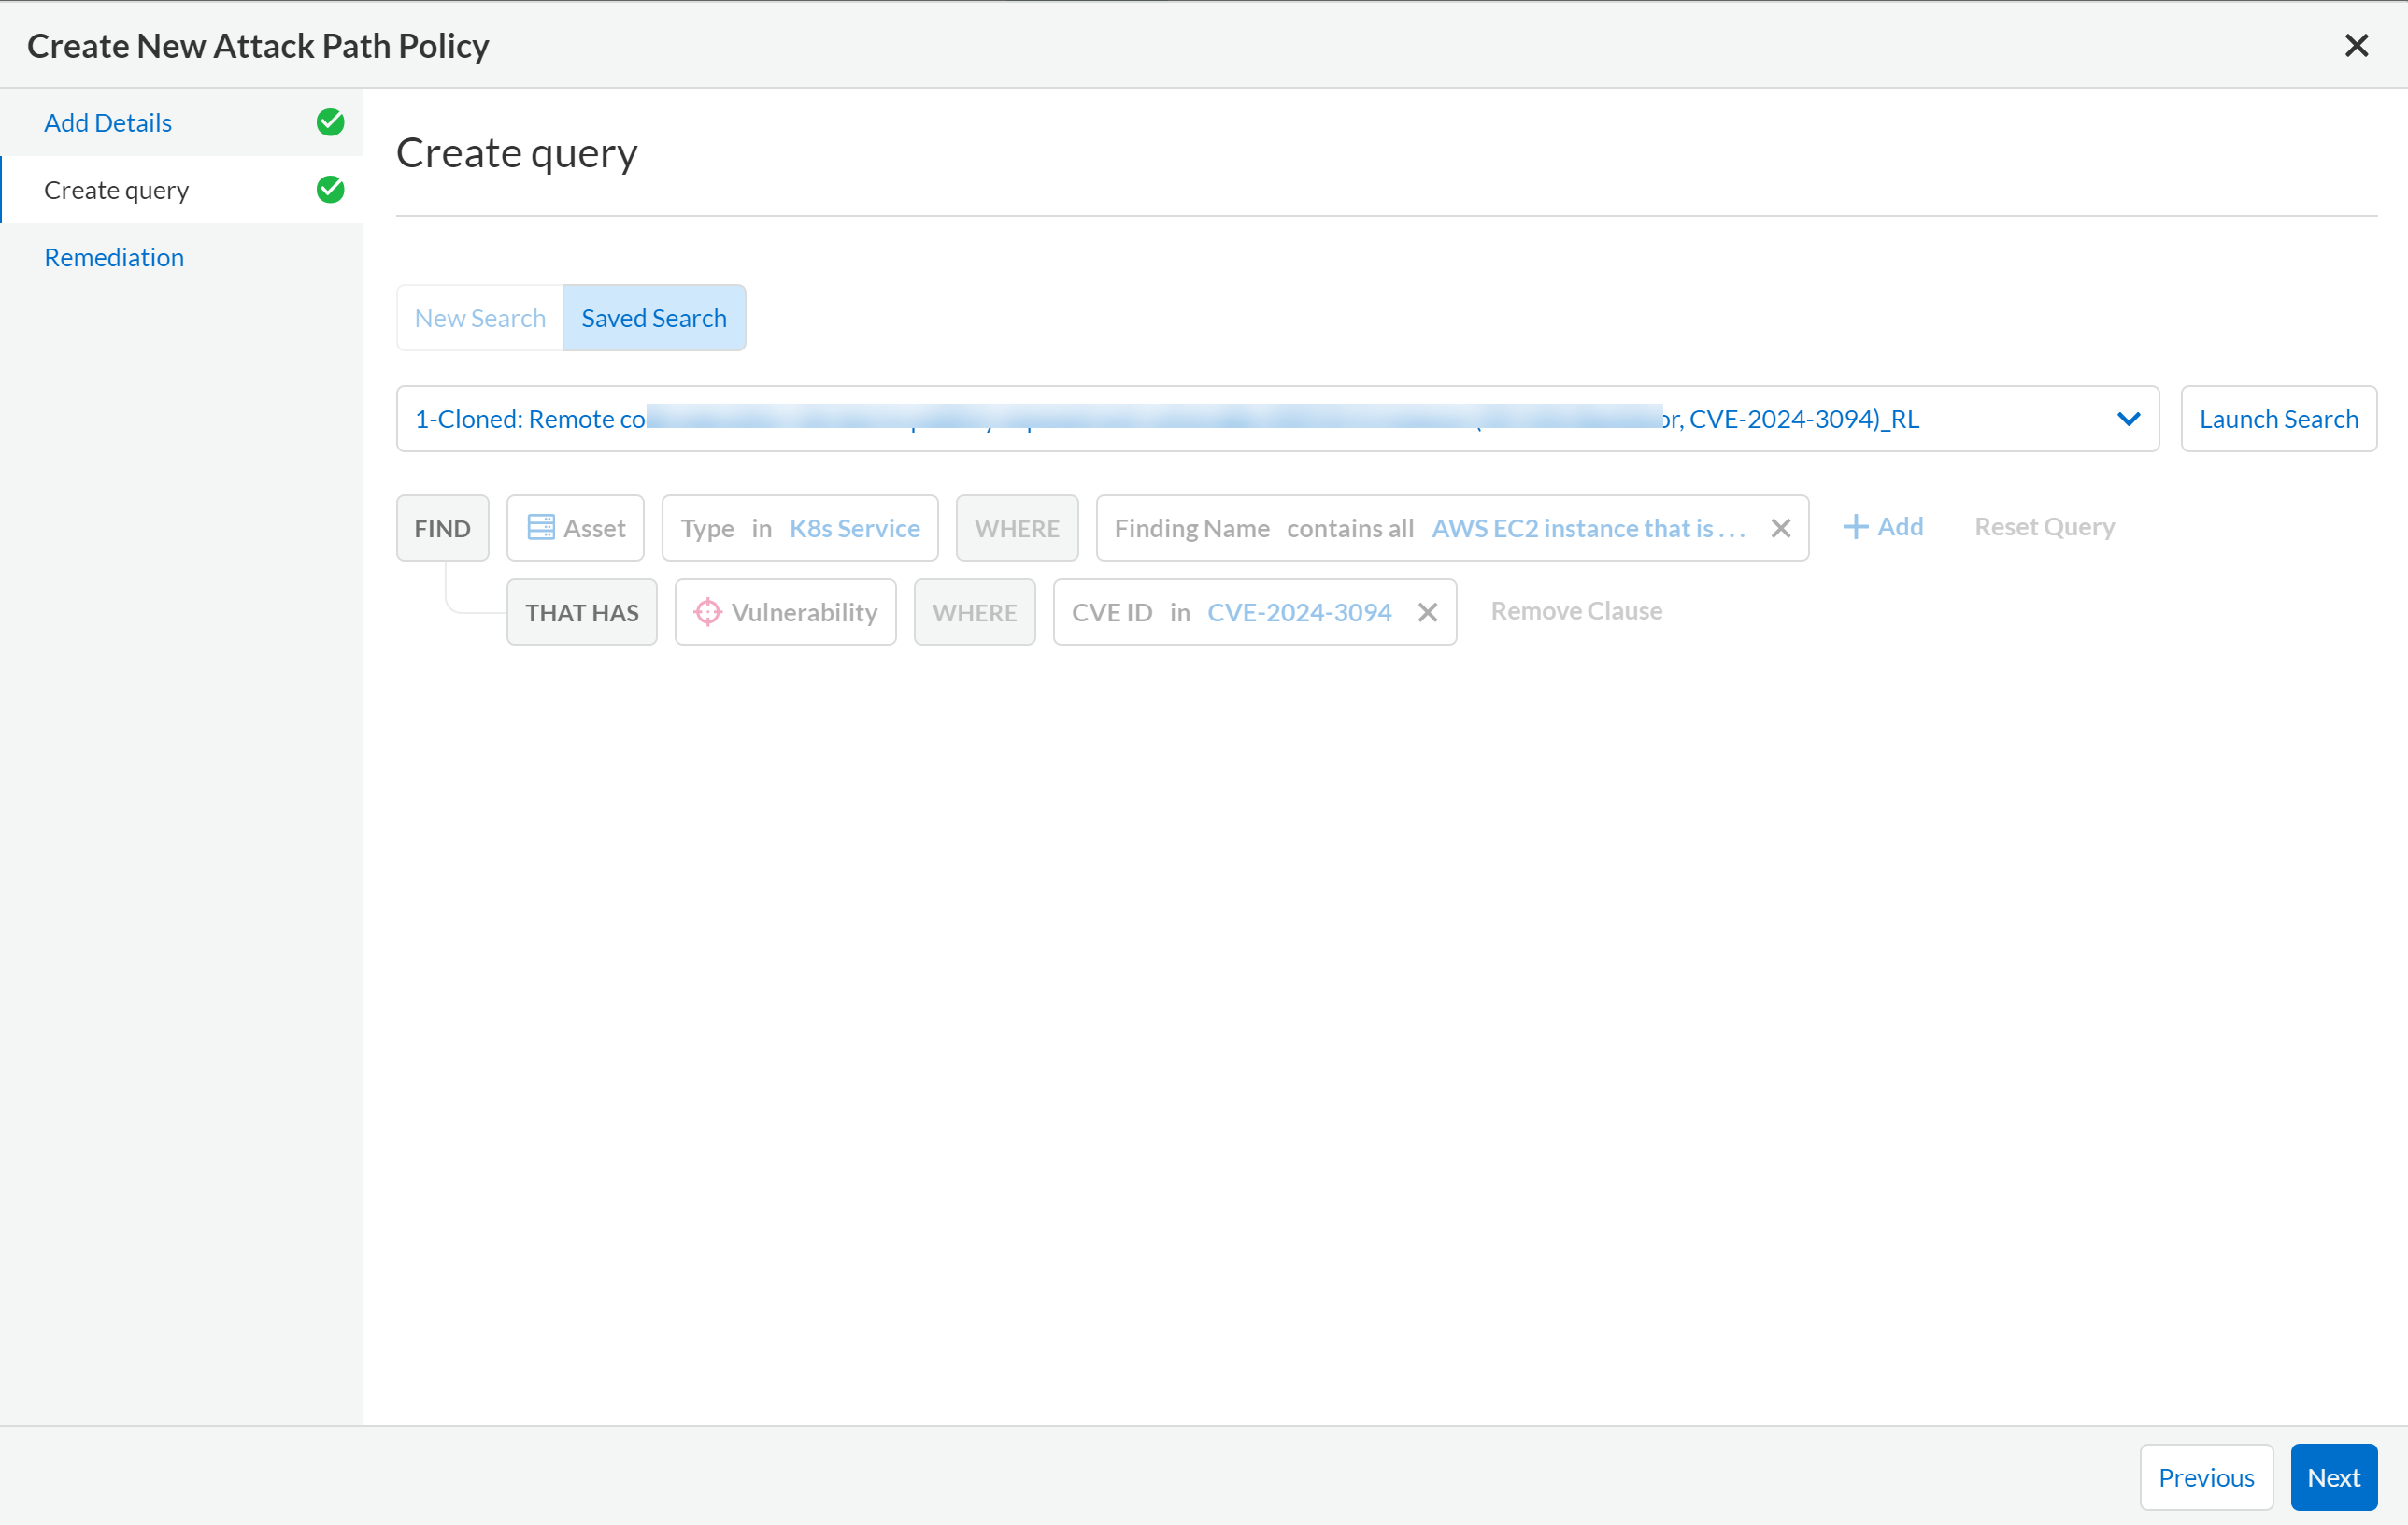 Create New Attack Path Policy
Add Details
Create query
Remediation
Create query
New Search Saved Search
1-Cloned: Remote or, CVE-2024-3094)_RL Launch Search
FIND Asset Type in K8s Service WHERE Finding Name contains all AWS EC2 instance that is ... + Add Reset Query
THAT HAS Vulnerability WHERE CVE ID in CVE-2024-3094 Remove Clause
Previous Next